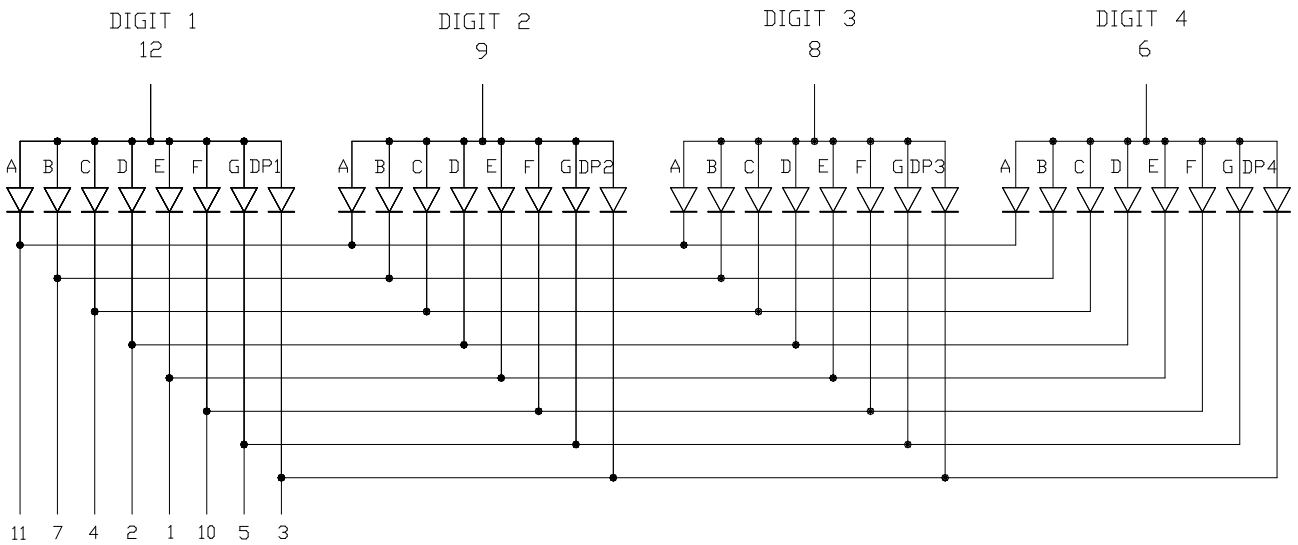 DIGIT 1 DIGIT 2 DIGIT 3 DIGIT 4
12 9 8 6
A B C D E F G DP1 A B C D E F G DP2 A B C D E F G DP3 A B C D E F G DP4
11 7 4 2 1 10 5 3